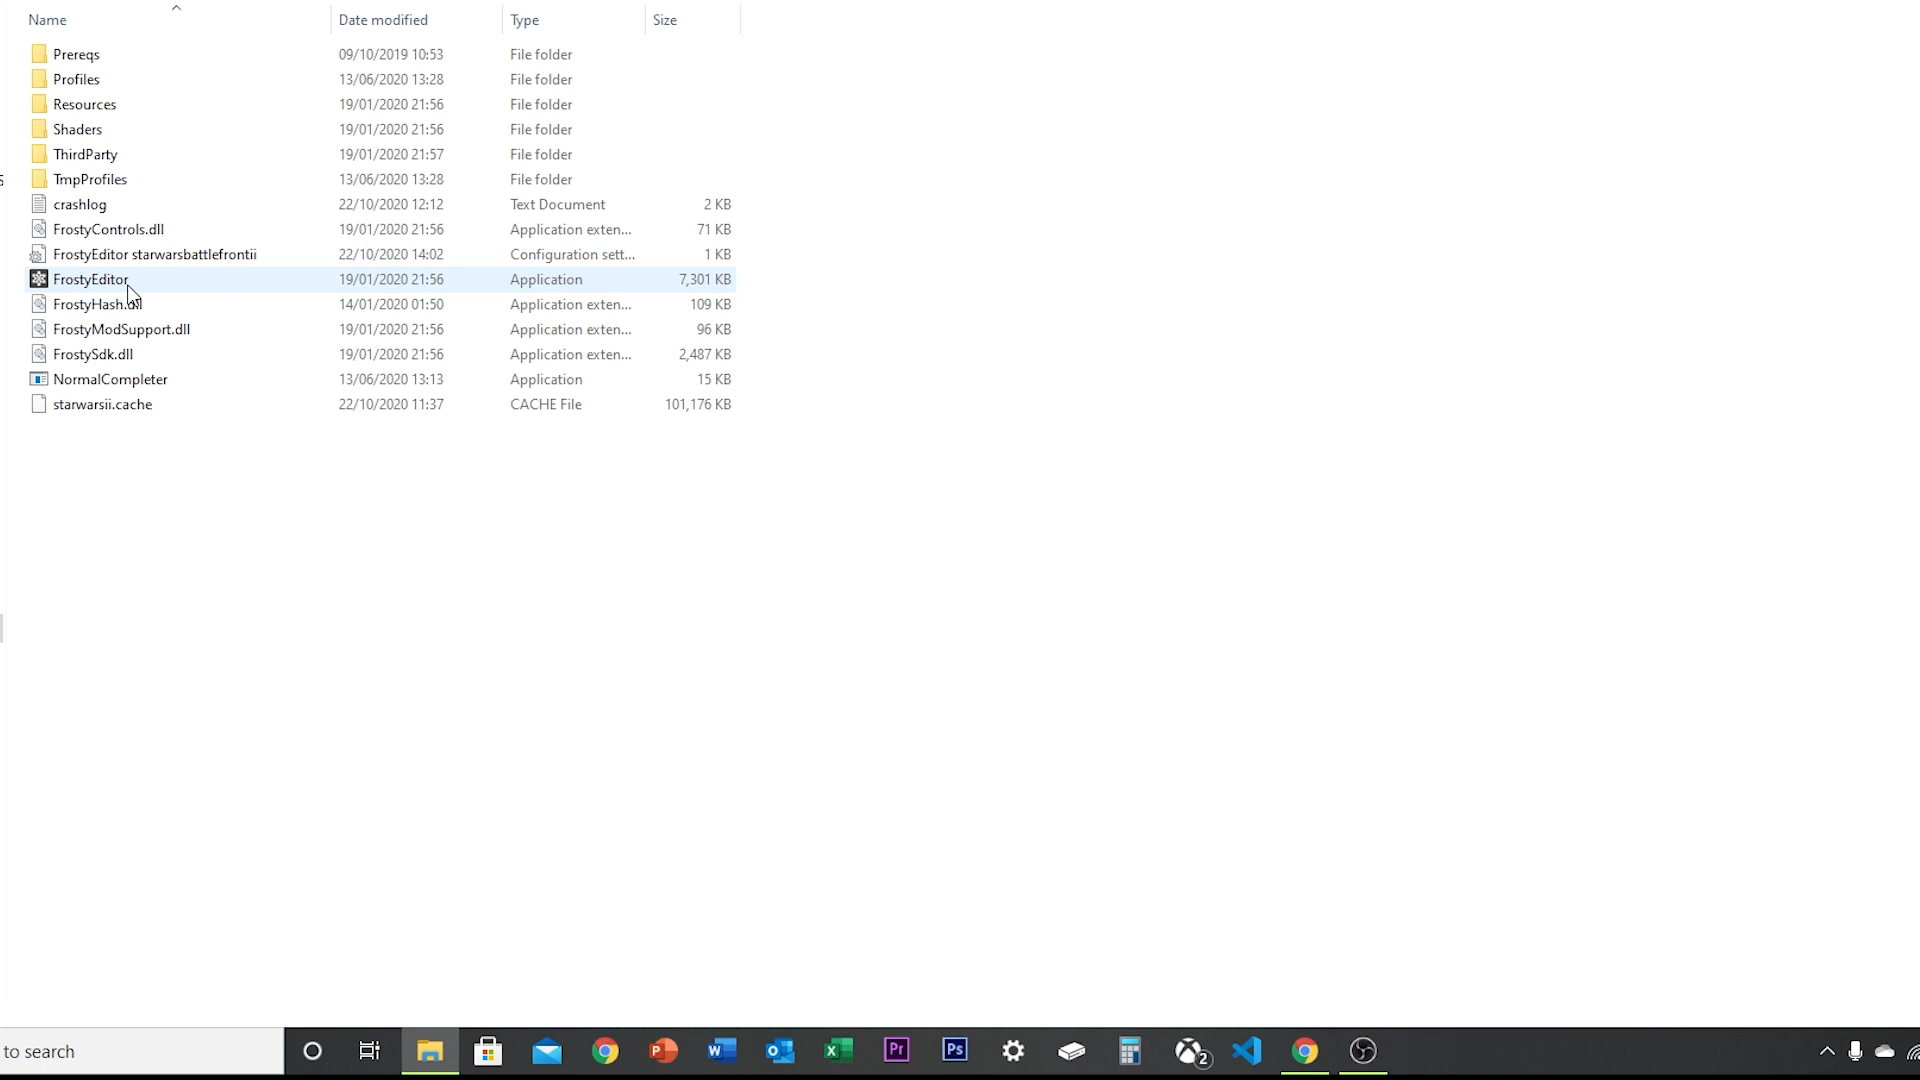 Name Date modified Type Size
Prereqs 09/10/2019 10:53 File folder
Profiles 13/06/2020 13:28 File folder
Resources 19/01/2020 21:56 File folder
Shaders 19/01/2020 21:56 File folder
ThirdParty 19/01/2020 21:57 File folder
TmpProfiles 13/06/2020 13:28 File folder
crashlog 22/10/2020 12:12 Text Document 2 KB
FrostyControls.dll 19/01/2020 21:56 Application exten... 71 KB
FrostyEditor starwarsbattlefrontii 22/10/2020 14:02 Configuration sett... 1 KB
FrostyEditor 19/01/2020 21:56 Application 7,301 KB
FrostyHash.dll 14/01/2020 01:50 Application exten... 109 KB
FrostyModSupport.dll 19/01/2020 21:56 Application exten... 96 KB
FrostySdk.dll 19/01/2020 21:56 Application exten... 2,487 KB
NormalCompleter 13/06/2020 13:13 Application 15 KB
starwarsii.cache 22/10/2020 11:37 CACHE File 101,176 KB
to search
Pr Ps 2